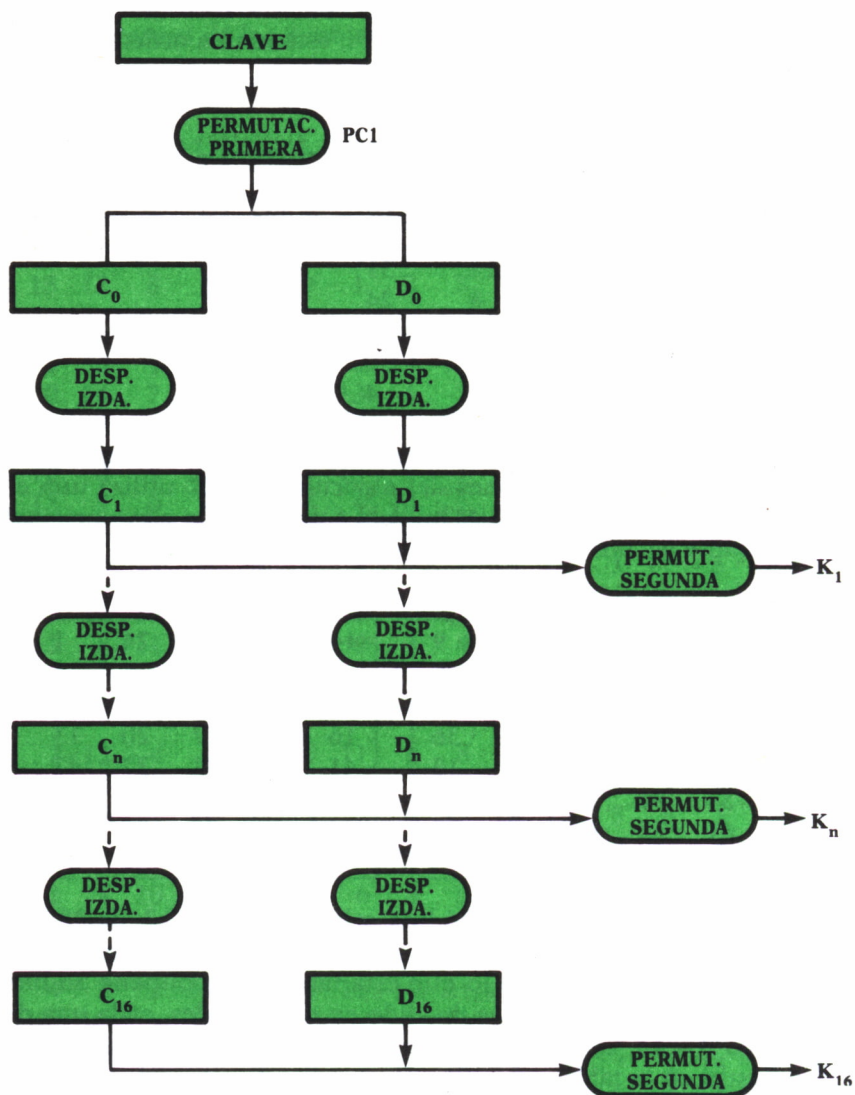 CLAVE
PERMUTAC.
PRIMERA
PC1
C0
D0
DESP.
IZDA.
DESP.
IZDA.
C1
D1
PERMUT.
SEGUNDA
K1
DESP.
IZDA.
DESP.
IZDA.
Cn
Dn
PERMUT.
SEGUNDA
Kn
DESP.
IZDA.
DESP.
IZDA.
C16
D16
PERMUT.
SEGUNDA
K16